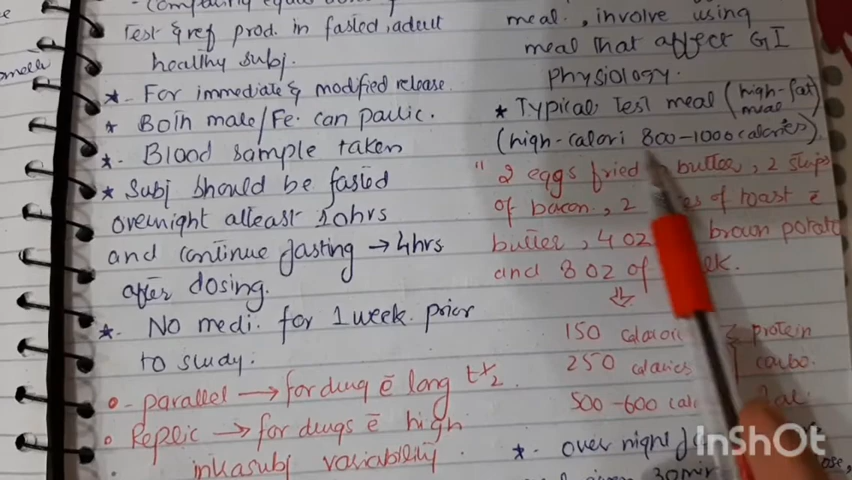 comparing
Test & ref prod. in fasted, adult
healthy subj.
* - For immediate & modified release
* Both male/Fe. can paulic.
* - Blood sample taken
* Subj should be fasted
overnight atleast 10hrs
and continue fasting → 4hrs
after dosing.
* - No medi. for 1 week prior
to study.
o - parallel → for drug ē long t½.
o Replic → for drugs ē high
intrasubj variability
meal. , involve using
meal that affect GI
physiology.
* Typical Test meal (high-fat meal)
(high-calori 800-1000 calories)
" 2 eggs fried butter, 2 strips
of bacon, 2 of toast ē
butter, 4 oz brown potato
and 8 oz of
⇓
150 protein
250 calories carbo.
500-600
* - over night
30 min
InShOt